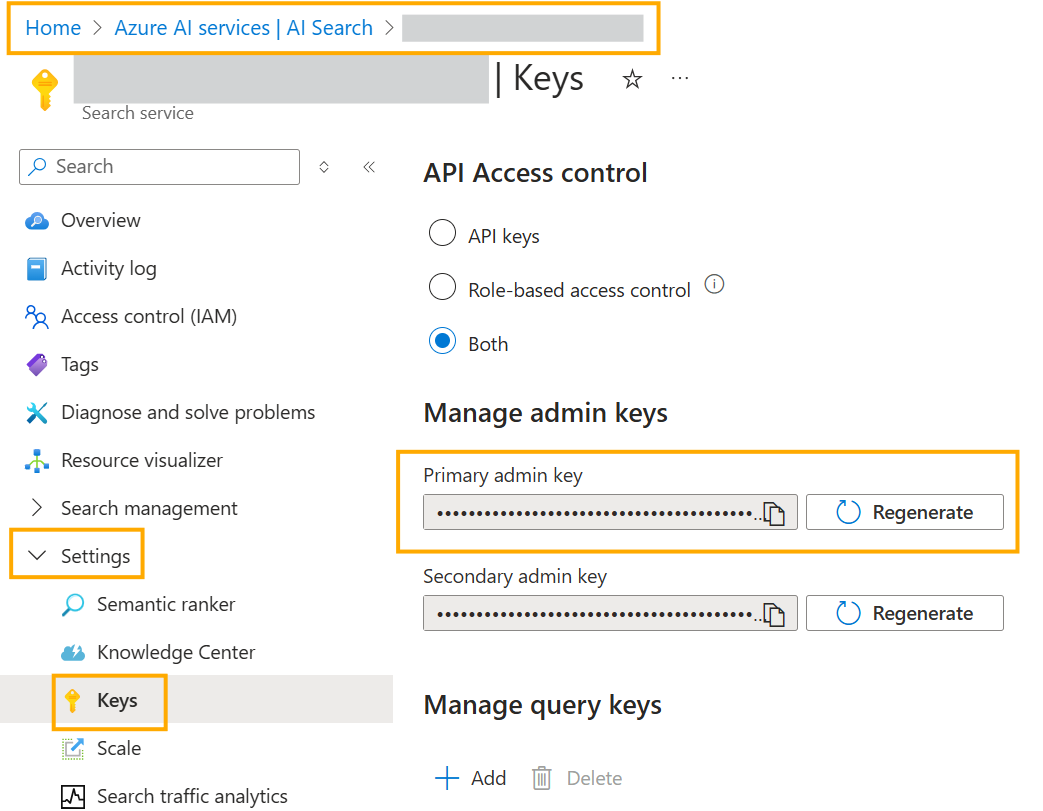 Home > Azure AI services | AI Search >
| Keys ☆ ...
Search service
Search
API Access control
API keys
Role-based access control
Both
Manage admin keys
Primary admin key
Regenerate
Secondary admin key
Regenerate
Manage query keys
Add Delete
Overview
Activity log
Access control (IAM)
Tags
Diagnose and solve problems
Resource visualizer
Search management
Settings
Semantic ranker
Knowledge Center
Keys
Scale
Search traffic analytics